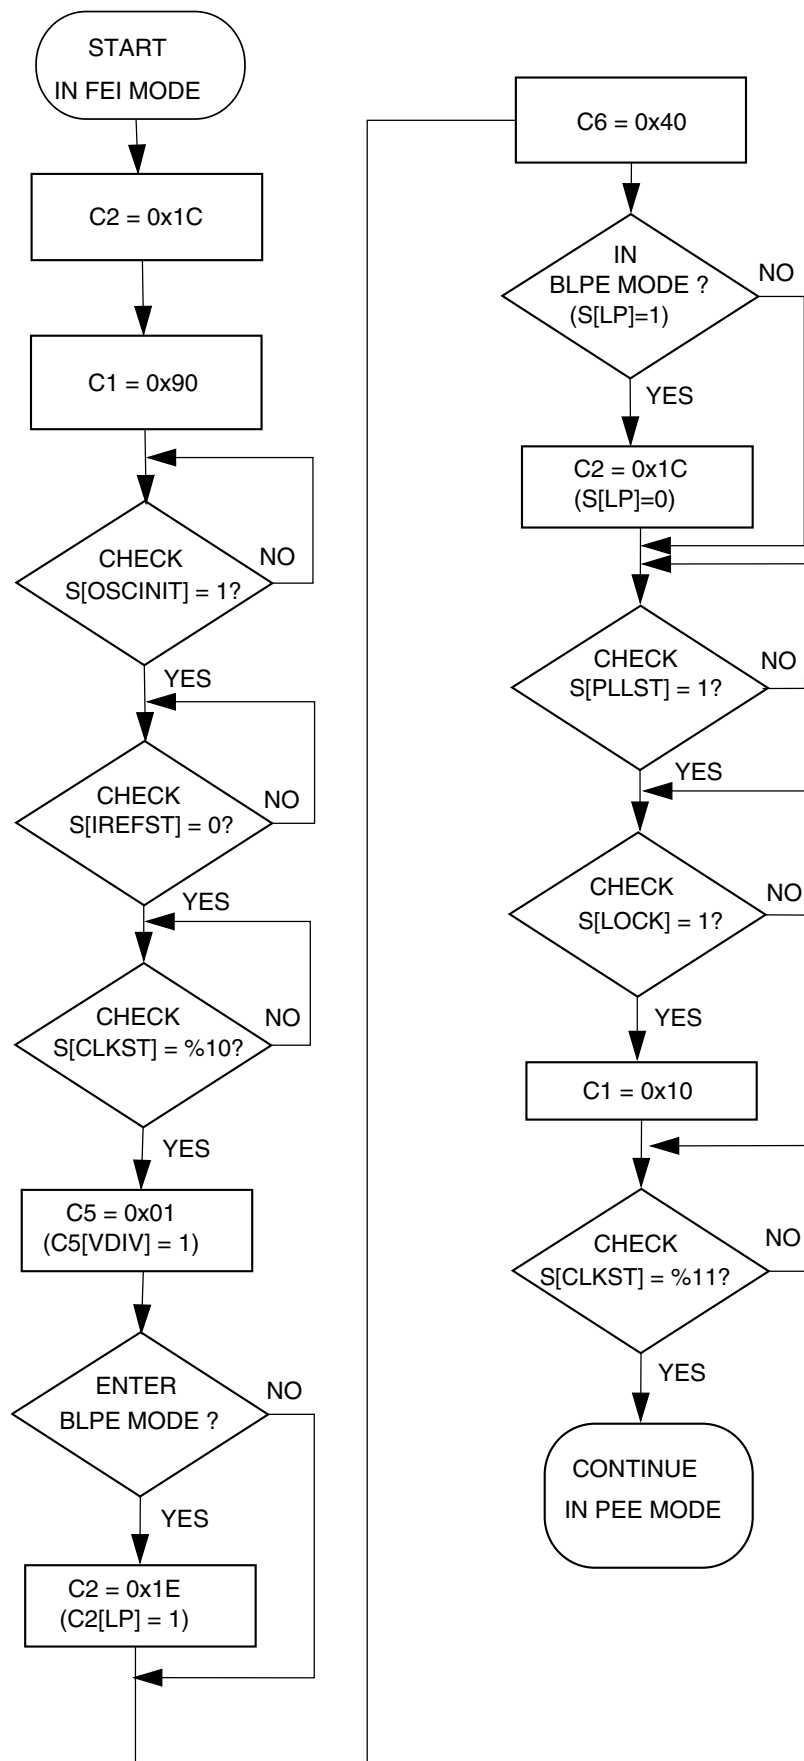 START
IN FEI MODE
C2 = 0x1C
C1 = 0x90
CHECK
S[OSCINIT] = 1?
NO
YES
CHECK
S[IREFST] = 0?
NO
YES
CHECK
S[CLKST] = %10?
NO
YES
C5 = 0x01
(C5[VDIV] = 1)
ENTER
BLPE MODE ?
NO
YES
C2 = 0x1E
(C2[LP] = 1)
C6 = 0x40
IN
BLPE MODE ?
(S[LP]=1)
NO
YES
C2 = 0x1C
(S[LP]=0)
CHECK
S[PLLST] = 1?
NO
YES
CHECK
S[LOCK] = 1?
NO
YES
C1 = 0x10
CHECK
S[CLKST] = %11?
NO
YES
CONTINUE
IN PEE MODE